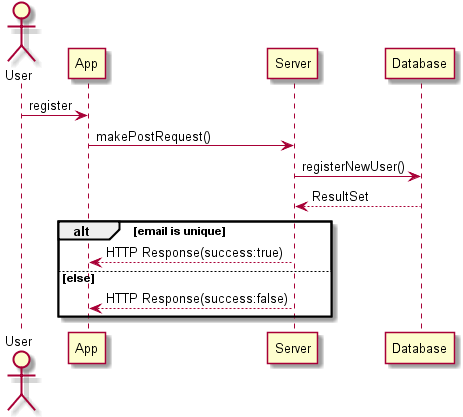 User
App
Server
Database
register
makePostRequest()
registerNewUser()
ResultSet
alt [email is unique]
HTTP Response(success:true)
[else]
HTTP Response(success:false)
User
App
Server
Database